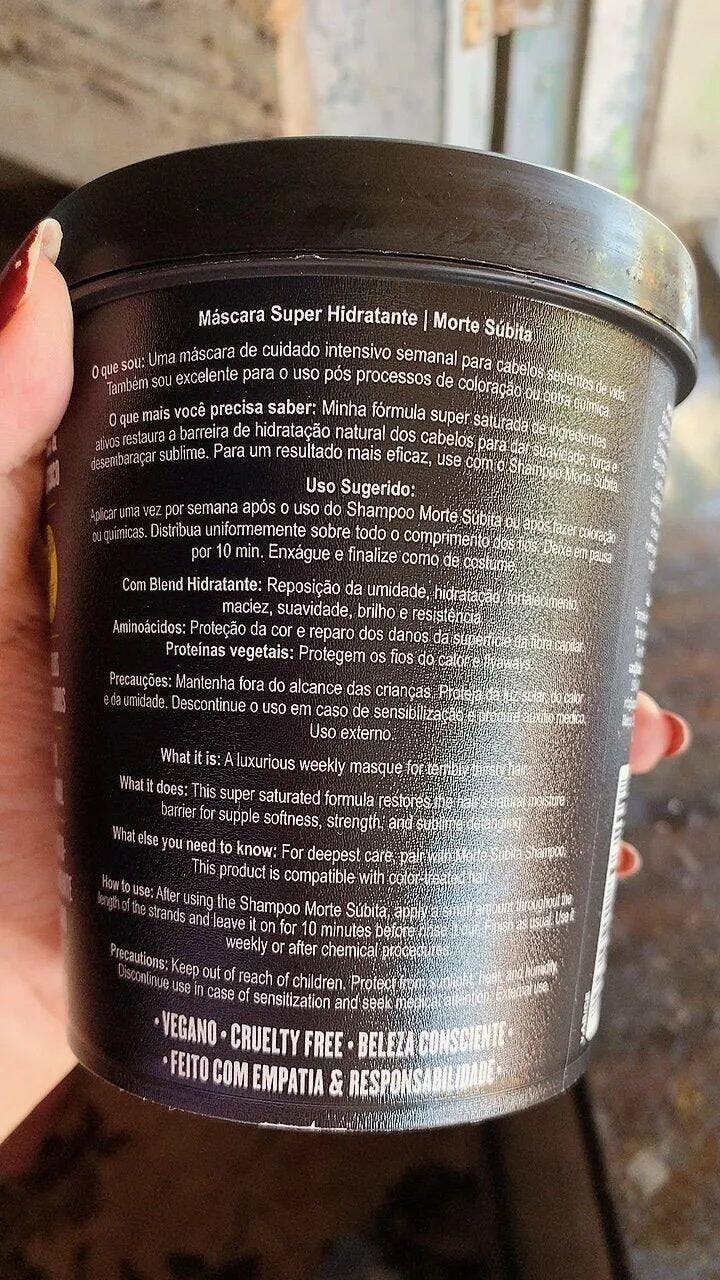 Máscara Super Hidratante | Morte Súbita
O que sou: Uma máscara de cuidado intensivo semanal para cabelos sedentos de vida.
Também sou excelente para o uso pós processos de coloração ou outra química.
O que mais você precisa saber: Minha fórmula super saturada de ingredientes
ativos restaura a barreira de hidratação natural dos cabelos para dar suavidade, força e
desembaraçar sublime. Para um resultado mais eficaz, use com o Shampoo Morte Súbita.
Uso Sugerido:
Aplicar uma vez por semana após o uso do Shampoo Morte Súbita ou após fazer coloração
ou químicas. Distribua uniformemente sobre todo o comprimento dos fios. Deixe em pausa
por 10 min. Enxágue e finalize como de costume.
Com Blend Hidratante: Reposição da umidade, hidratação, fortalecimento,
maciez, suavidade, brilho e resistência.
Aminoácidos: Proteção da cor e reparo dos danos da superfície da fibra capilar.
Proteínas vegetais: Protegem os fios do calor e flyaways.
Precauções: Mantenha fora do alcance das crianças. Proteja da luz solar, do calor
e da umidade. Descontinue o uso em caso de sensibilização e procure auxílio médico.
Uso externo.
What it is: A luxurious weekly masque for terribly thirsty hair.
What it does: This super saturated formula restores the hair's natural moisture
barrier for supple softness, strength, and sublime detangling.
What else you need to know: For deepest care, pair with Morte Súbita Shampoo.
This product is compatible with color-treated hair.
How to use: After using the Shampoo Morte Súbita, apply a small amount throughout the
length of the strands and leave it on for 10 minutes before rinse it our. Finish as usual. Use it
weekly or after chemical procedures.
Precautions: Keep out of reach of children. Protect from sunlight, heat, and humidity.
Discontinue use in case of sensitization and seek medical attention. External use.
• VEGANO • CRUELTY FREE • BELEZA CONSCIENTE •
• FEITO COM EMPATIA & RESPONSABILIDADE •